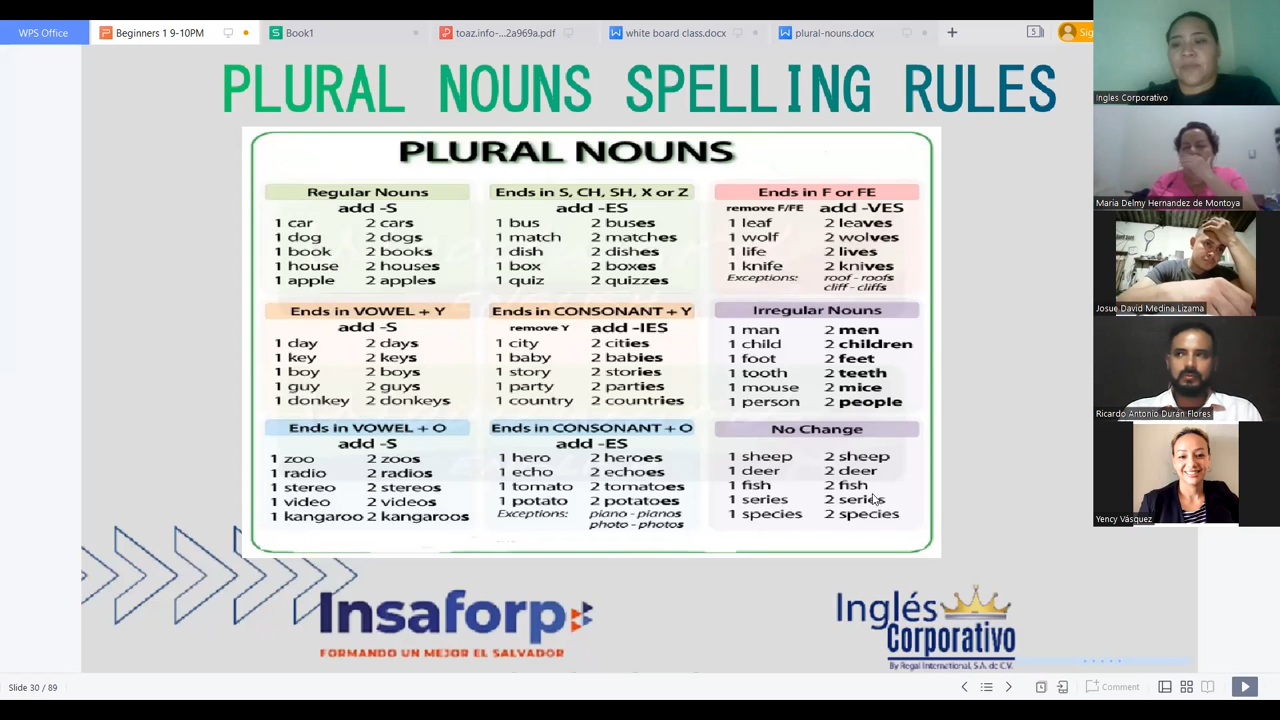 WPS Office
Beginners 1 9-10PM
Book1
toaz.info-...2a969a.pdf
white board class.docx
plural-nouns.docx
5
Sig
PLURAL NOUNS SPELLING RULES
PLURAL NOUNS
Regular Nouns
add -S
1 car 2 cars
1 dog 2 dogs
1 book 2 books
1 house 2 houses
1 apple 2 apples
Ends in S, CH, SH, X or Z
add -ES
1 bus 2 buses
1 match 2 matches
1 dish 2 dishes
1 box 2 boxes
1 quiz 2 quizzes
Ends in F or FE
remove F/FE add -VES
1 leaf 2 leaves
1 wolf 2 wolves
1 life 2 lives
1 knife 2 knives
Exceptions: roof - roofs
cliff - cliffs
Ends in VOWEL + Y
add -S
1 day 2 days
1 key 2 keys
1 boy 2 boys
1 guy 2 guys
1 donkey 2 donkeys
Ends in CONSONANT + Y
remove Y add -IES
1 city 2 cities
1 baby 2 babies
1 story 2 stories
1 party 2 parties
1 country 2 countries
Irregular Nouns
1 man 2 men
1 child 2 children
1 foot 2 feet
1 tooth 2 teeth
1 mouse 2 mice
1 person 2 people
Ends in VOWEL + O
add -S
1 zoo 2 zoos
1 radio 2 radios
1 stereo 2 stereos
1 video 2 videos
1 kangaroo 2 kangaroos
Ends in CONSONANT + O
add -ES
1 hero 2 heroes
1 echo 2 echoes
1 tomato 2 tomatoes
1 potato 2 potatoes
Exceptions: piano - pianos
photo - photos
No Change
1 sheep 2 sheep
1 deer 2 deer
1 fish 2 fish
1 series 2 series
1 species 2 species
Insaforp
FORMANDO UN MEJOR EL SALVADOR
Inglés
Corporativo
By Regal International, S.A. de C.V.
Slide 30 / 89
Comment
Ingles Corporativo
Maria Delmy Hernandez de Montoya
Josue David Medina Lizama
Ricardo Antonio Durán Flores
Yency Vásquez